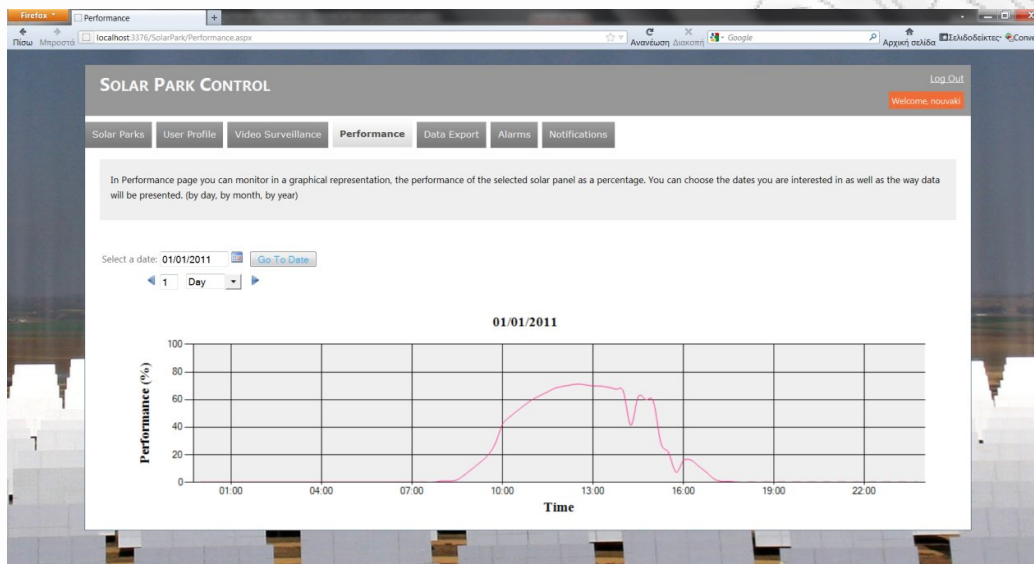 Firefox
Performance
+
Πίσω Μπροστά localhost:3376/SolarPark/Performance.aspx Ανανέωση Διακοπή Google Αρχική σελίδα Σελιδοδείκτες Conve
SOLAR PARK CONTROL
Log Out
Welcome, nouvaki
Solar Parks User Profile Video Surveillance Performance Data Export Alarms Notifications
In Performance page you can monitor in a graphical representation, the performance of the selected solar panel as a percentage. You can choose the dates you are interested in as well as the way data
will be presented. (by day, by month, by year)
Select a date: 01/01/2011 Go To Date
1 Day
01/01/2011
Performance (%)
100
80
60
40
20
0
01:00 04:00 07:00 10:00 13:00 16:00 19:00 22:00
Time